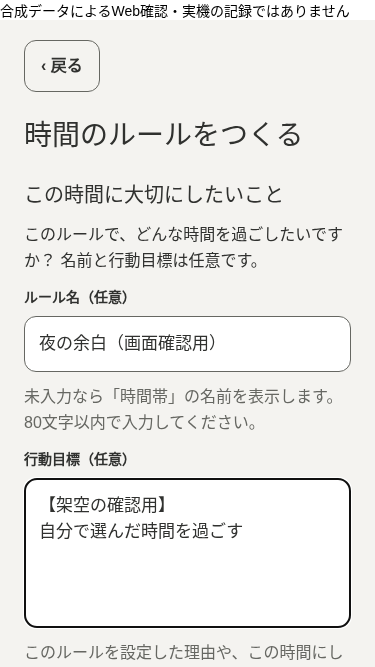 合成データによるWeb確認・実機の記録ではありません
‹ 戻る
時間のルールをつくる
この時間に大切にしたいこと
このルールで、どんな時間を過ごしたいです
か？ 名前と行動目標は任意です。
ルール名（任意）
夜の余白（画面確認用）
未入力なら「時間帯」の名前を表示します。
80文字以内で入力してください。
行動目標（任意）
【架空の確認用】
自分で選んだ時間を過ごす
このルールを設定した理由や、この時間にし